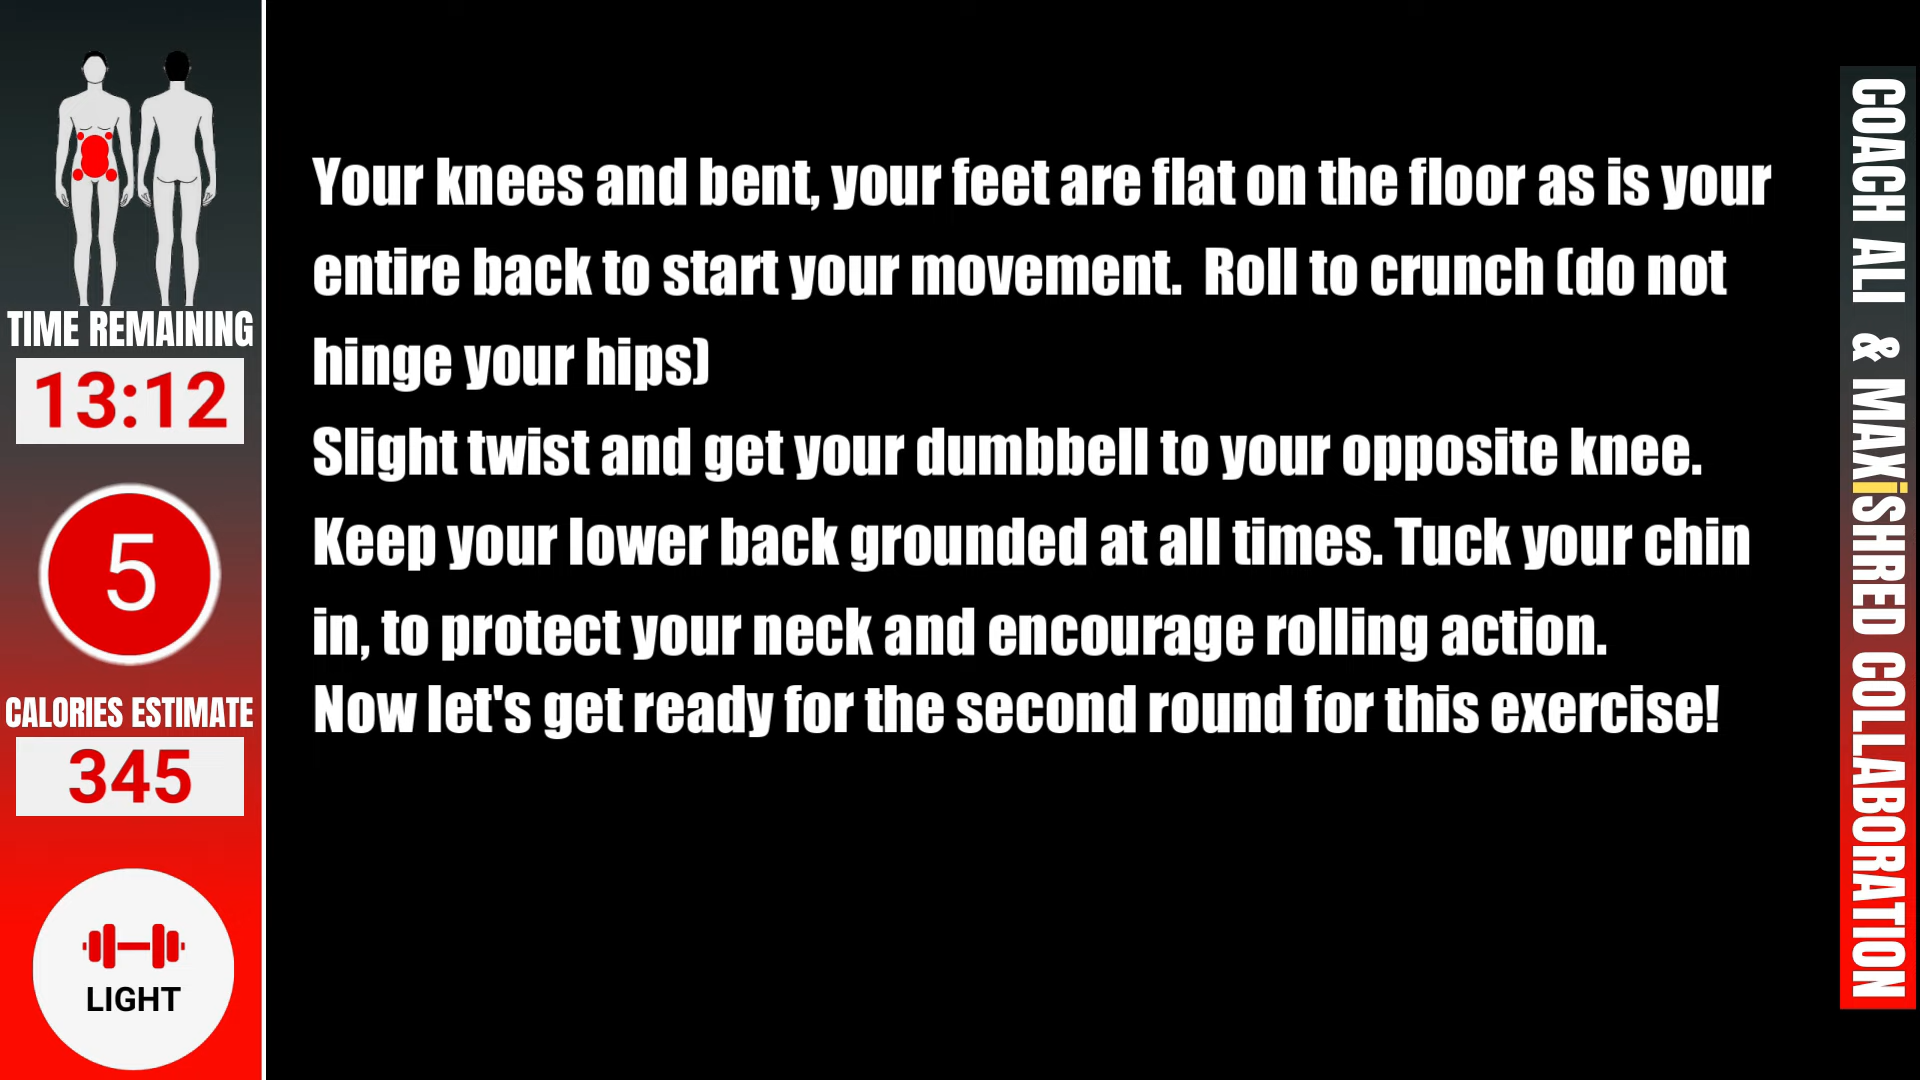 TIME REMAINING
13:12
5
CALORIES ESTIMATE
345
LIGHT
Your knees and bent, your feet are flat on the floor as is your
entire back to start your movement.  Roll to crunch (do not
hinge your hips)
Slight twist and get your dumbbell to your opposite knee.
Keep your lower back grounded at all times. Tuck your chin
in, to protect your neck and encourage rolling action.
Now let's get ready for the second round for this exercise!
COACH ALI & MAXiSHRED COLLABORATION